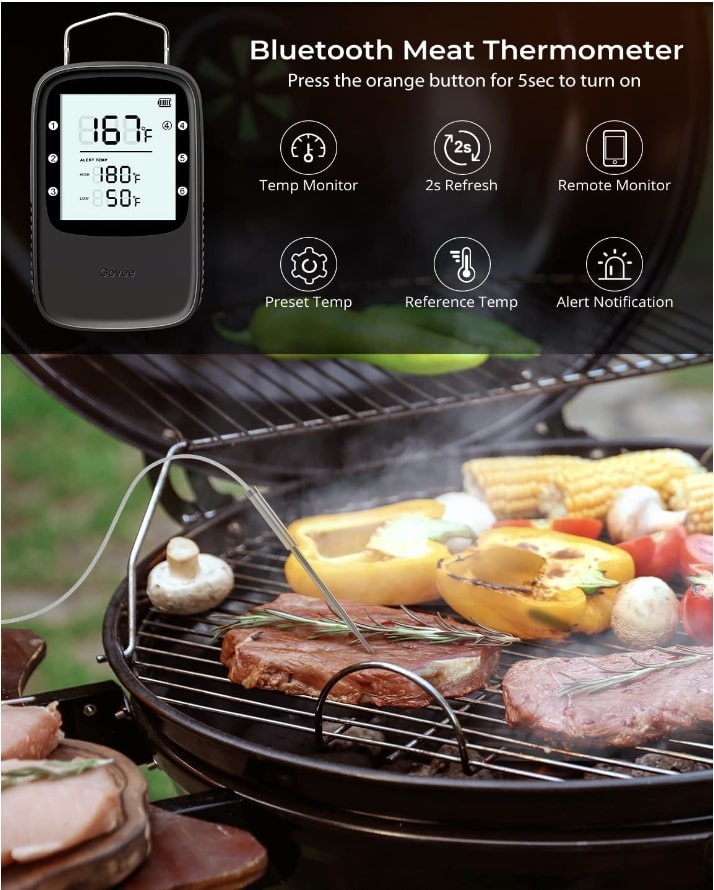 Bluetooth Meat Thermometer
Press the orange button for 5sec to turn on
1
2
3
4
4
5
6
167°F
ALERT TEMP
HIGH 180°F
LOW 50°F
Govee
Temp Monitor
2s
2s Refresh
Remote Monitor
Preset Temp
Reference Temp
Alert Notification